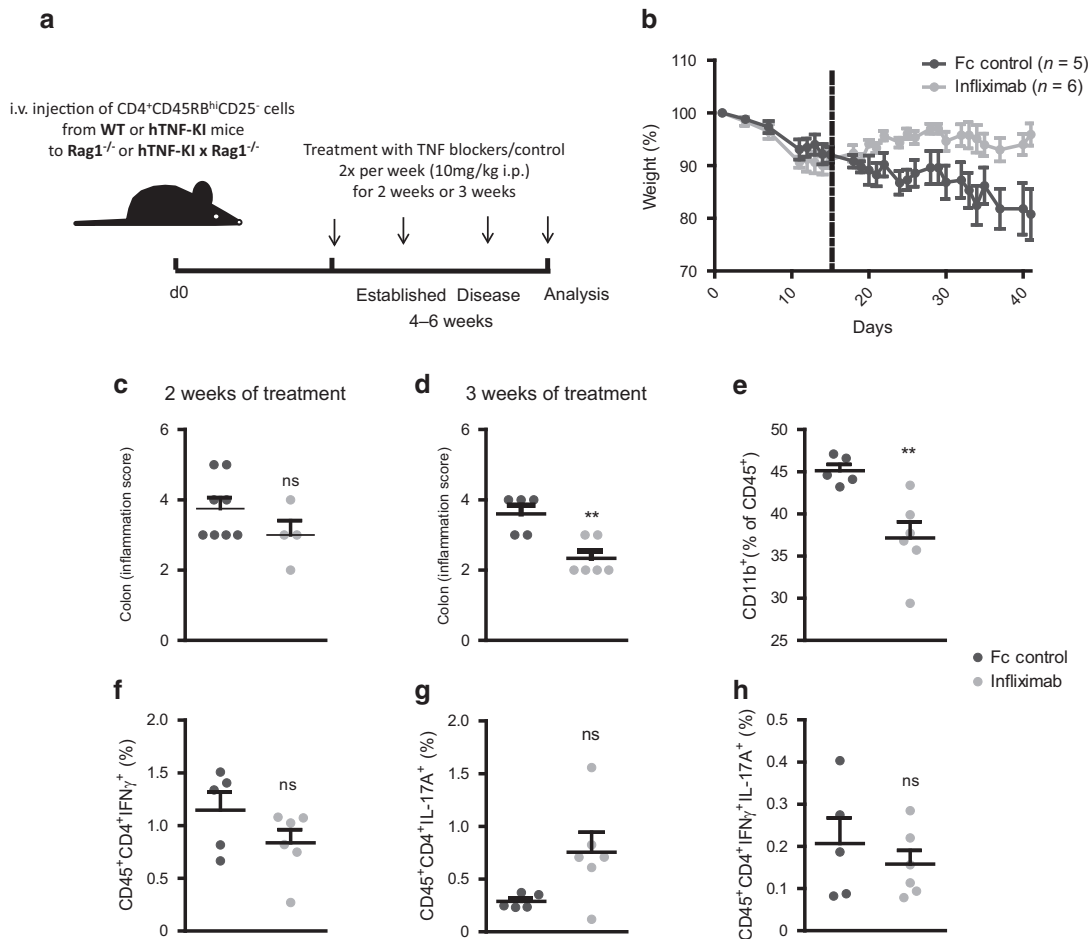 a
i.v. injection of CD4⁺CD45RBʰⁱCD25⁻ cells
from WT or hTNF-KI mice
to Rag1⁻/⁻ or hTNF-KI x Rag1⁻/⁻
Treatment with TNF blockers/control
2x per week (10mg/kg i.p.)
for 2 weeks or 3 weeks
d0
Established Disease
Analysis
4–6 weeks
b
Fc control (n = 5)
Infliximab (n = 6)
Weight (%)
110
100
90
80
70
0 10 20 30 40
Days
c 2 weeks of treatment
Colon (inflammation score)
6
4
2
0
ns
d 3 weeks of treatment
Colon (inflammation score)
6
4
2
0
**
e
CD11b⁺(% of CD45⁺)
50
45
40
35
30
25
**
Fc control
Infliximab
f
CD45⁺CD4⁺IFNγ⁺ (%)
2.0
1.5
1.0
0.5
0
ns
g
CD45⁺CD4⁺IL-17A⁺ (%)
2.0
1.5
1.0
0.5
0
ns
h
CD45⁺CD4⁺IFNγ⁺IL-17A⁺ (%)
0.5
0.4
0.3
0.2
0.1
0
ns